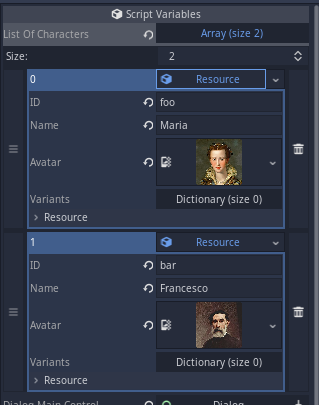 Script Variables
List Of Characters Array (size 2)
Size: 2
0 Resource
ID foo
Name Maria
Avatar
Variants Dictionary (size 0)
> Resource
1 Resource
ID bar
Name Francesco
Avatar
Variants Dictionary (size 0)
> Resource
Dialog Main Control Dialog